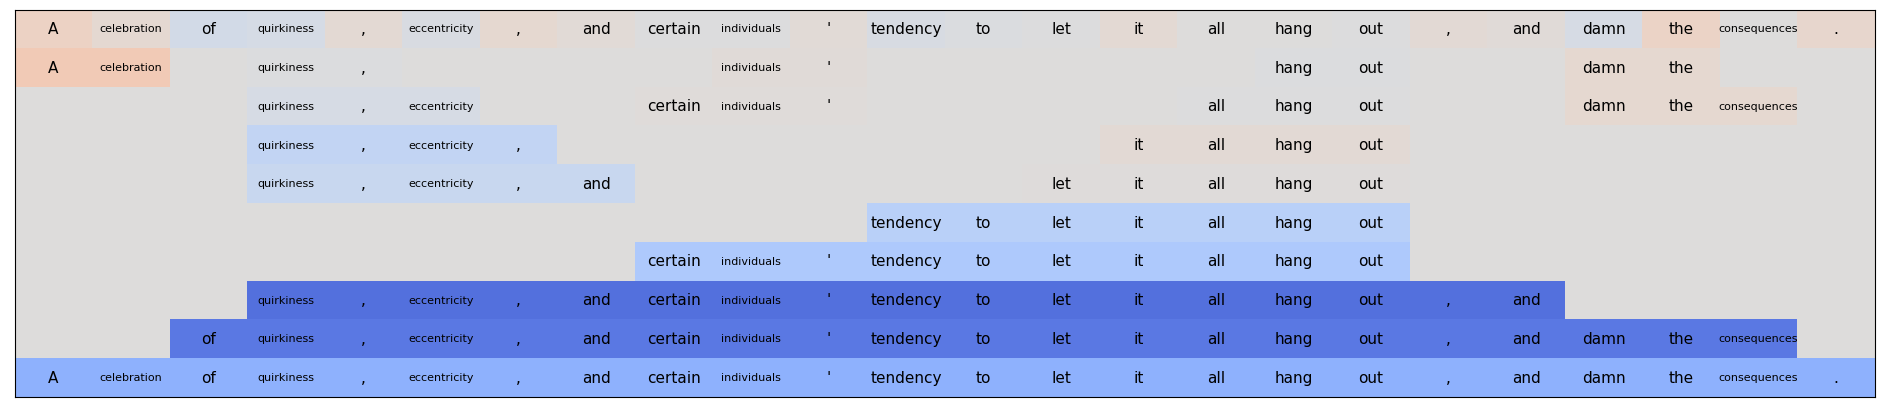 A celebration of quirkiness , eccentricity , and certain individuals ' tendency to let it all hang out , and damn the consequences .
A celebration quirkiness , individuals ' hang out damn the
quirkiness , eccentricity certain individuals ' all hang out damn the consequences
quirkiness , eccentricity , it all hang out
quirkiness , eccentricity , and let it all hang out
tendency to let it all hang out
certain individuals ' tendency to let it all hang out
quirkiness , eccentricity , and certain individuals ' tendency to let it all hang out , and
of quirkiness , eccentricity , and certain individuals ' tendency to let it all hang out , and damn the consequences
A celebration of quirkiness , eccentricity , and certain individuals ' tendency to let it all hang out , and damn the consequences .